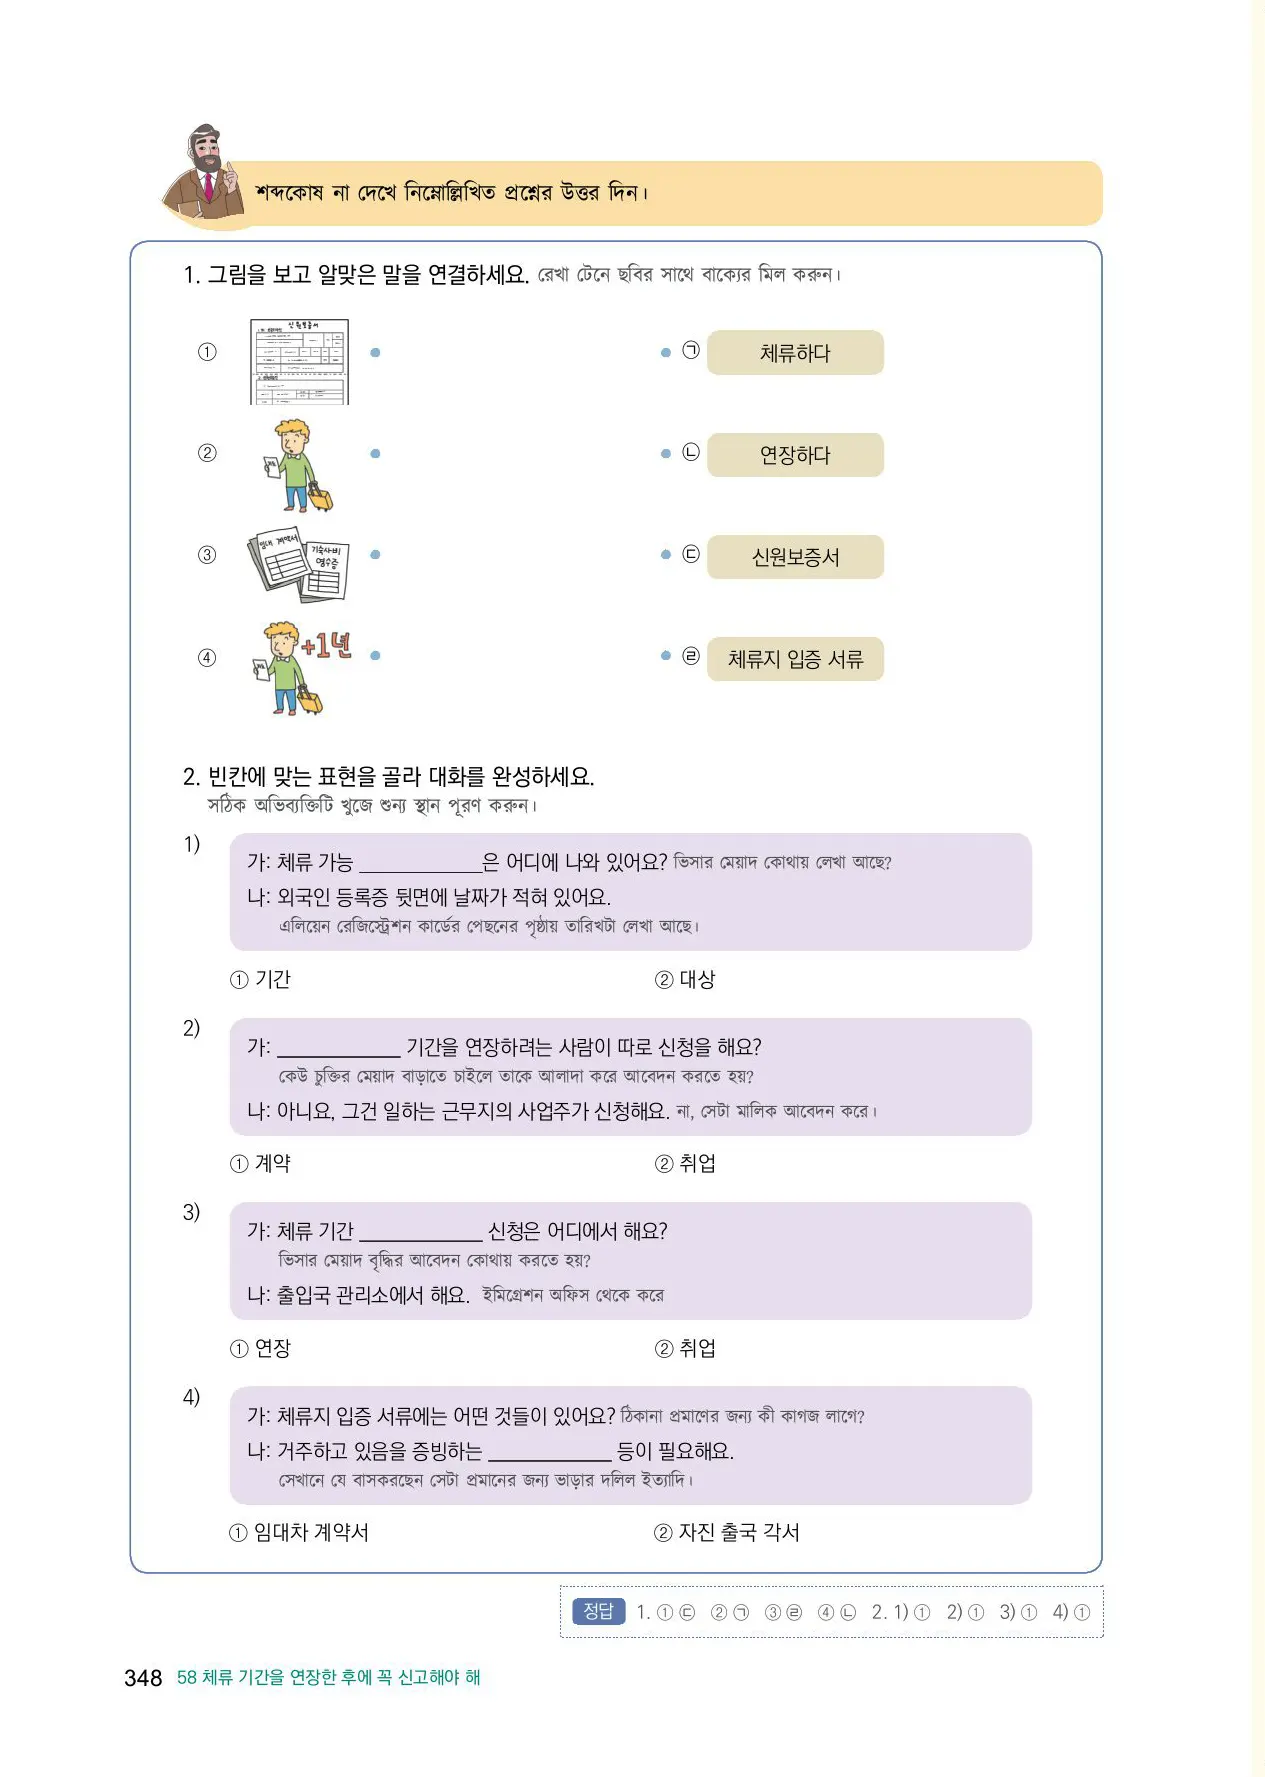 শব্দকোষ না দেখে নিম্নোল্লিখিত প্রশ্নের উত্তর দিন।
1. 그림을 보고 알맞은 말을 연결하세요. রেখা টেনে ছবির সাথে বাক্যের মিল করুন।
① 신원보증서 ㉠ 체류하다
② ㉡ 연장하다
③ 임대 계약서 기숙사비 영수증 ㉢ 신원보증서
④ +1년 ㉣ 체류지 입증 서류
2. 빈칸에 맞는 표현을 골라 대화를 완성하세요.
সঠিক অভিব্যক্তিটি খুজে শুন্য স্থান পূরণ করুন।
1)
가: 체류 가능 ____________은 어디에 나와 있어요? ভিসার মেয়াদ কোথায় লেখা আছে?
나: 외국인 등록증 뒷면에 날짜가 적혀 있어요.
এলিয়েন রেজিস্ট্রেশন কার্ডের পেছনের পৃষ্ঠায় তারিখটা লেখা আছে।
① 기간 ② 대상
2)
가: ____________ 기간을 연장하려는 사람이 따로 신청을 해요?
কেউ চুক্তির মেয়াদ বাড়াতে চাইলে তাকে আলাদা করে আবেদন করতে হয়?
나: 아니요, 그건 일하는 근무지의 사업주가 신청해요. না, সেটা মালিক আবেদন করে।
① 계약 ② 취업
3)
가: 체류 기간 ____________ 신청은 어디에서 해요?
ভিসার মেয়াদ বৃদ্ধির আবেদন কোথায় করতে হয়?
나: 출입국 관리소에서 해요. ইমিগ্রেশন অফিস থেকে করে
① 연장 ② 취업
4)
가: 체류지 입증 서류에는 어떤 것들이 있어요? ঠিকানা প্রমাণের জন্য কী কাগজ লাগে?
나: 거주하고 있음을 증빙하는 ____________ 등이 필요해요.
সেখানে যে বাসকরছেন সেটা প্রমানের জন্য ভাড়ার দলিল ইত্যাদি।
① 임대차 계약서 ② 자진 출국 각서
정답 1. ① ㉢ ② ㉠ ③ ㉣ ④ ㉡ 2. 1) ① 2) ① 3) ① 4) ①
348 58 체류 기간을 연장한 후에 꼭 신고해야 해